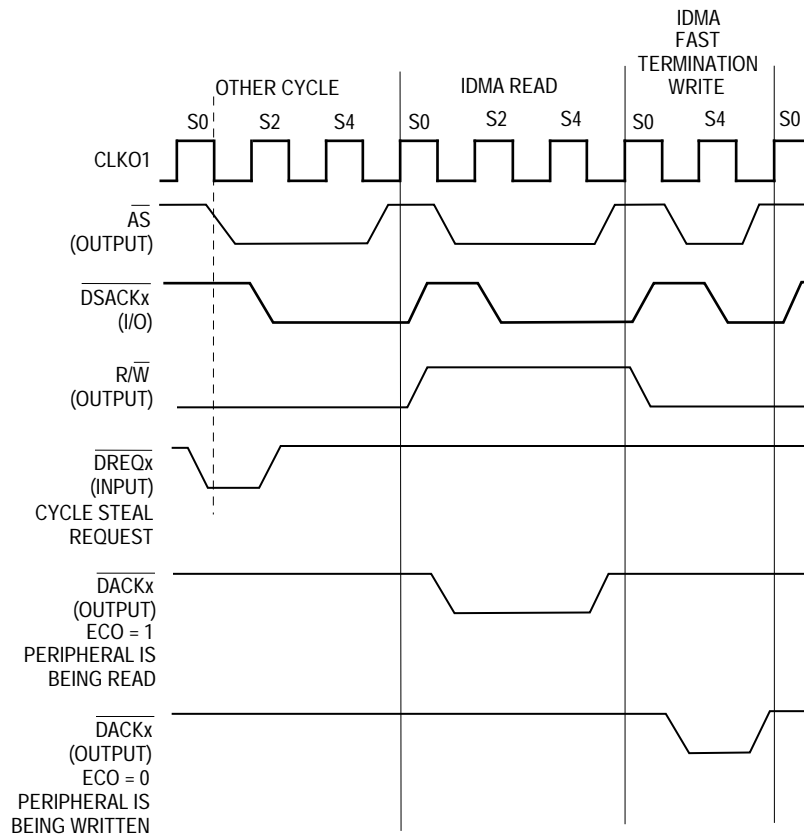 IDMA
FAST
TERMINATION
WRITE
OTHER CYCLE
IDMA READ
S0 S2 S4 S0 S2 S4 S0 S4 S0
CLKO1
AS
(OUTPUT)
DSACKx
(I/O)
R/W
(OUTPUT)
DREQx
(INPUT)
CYCLE STEAL
REQUEST
DACKx
(OUTPUT)
ECO = 1
PERIPHERAL IS
BEING READ
DACKx
(OUTPUT)
ECO = 0
PERIPHERAL IS
BEING WRITTEN